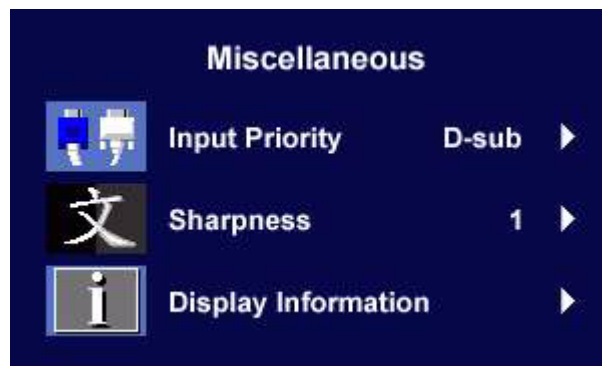 Miscellaneous
Input Priority D-sub
文 Sharpness 1
i Display Information